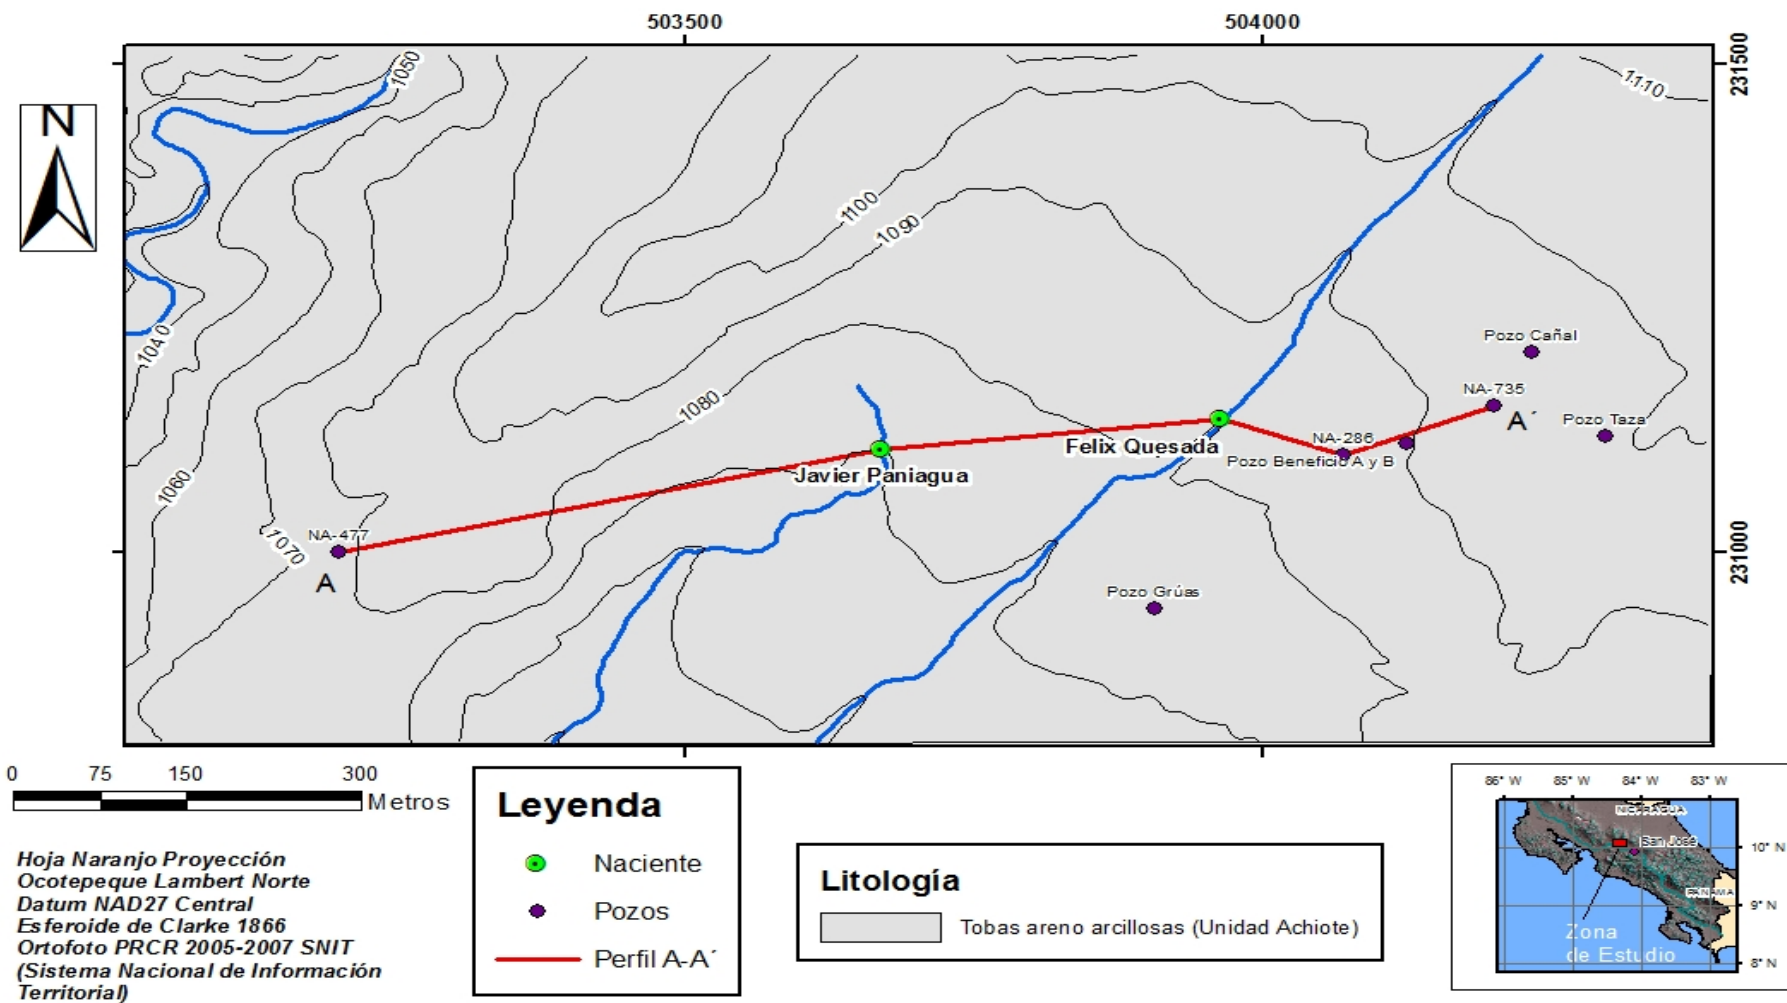 503500
504000
231500
231000
N
1050
1110
1100
1090
1040
1080
1060
1070
Pozo Cañal
NA-735
A´
Pozo Taza
NA-286
Felix Quesada
Pozo Beneficio A y B
Javier Paniagua
NA-477
A
Pozo Grúas
0 75 150 300
Metros
Hoja Naranjo Proyección
Ocotepeque Lambert Norte
Datum NAD27 Central
Esferoide de Clarke 1866
Ortofoto PRCR 2005-2007 SNIT
(Sistema Nacional de Información
Territorial)
Leyenda
Naciente
Pozos
Perfil A-A´
Litología
Tobas areno arcillosas (Unidad Achiote)
86° W 85° W 84° W 83° W
NICARAGUA
San José
10° N
PANAMA
9° N
Zona
de Estudio
8° N